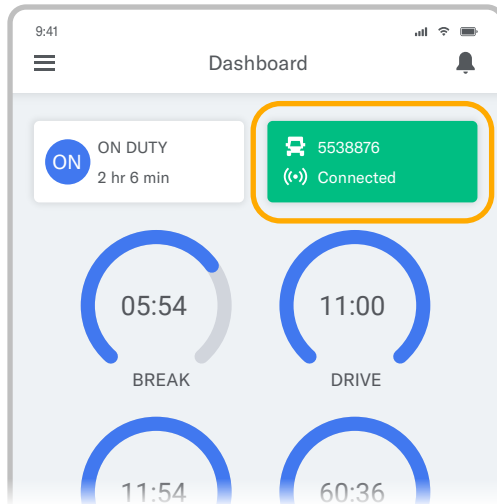 9:41
Dashboard
ON
ON DUTY
2 hr 6 min
5538876
Connected
05:54
11:00
BREAK
DRIVE
11:54
60:36